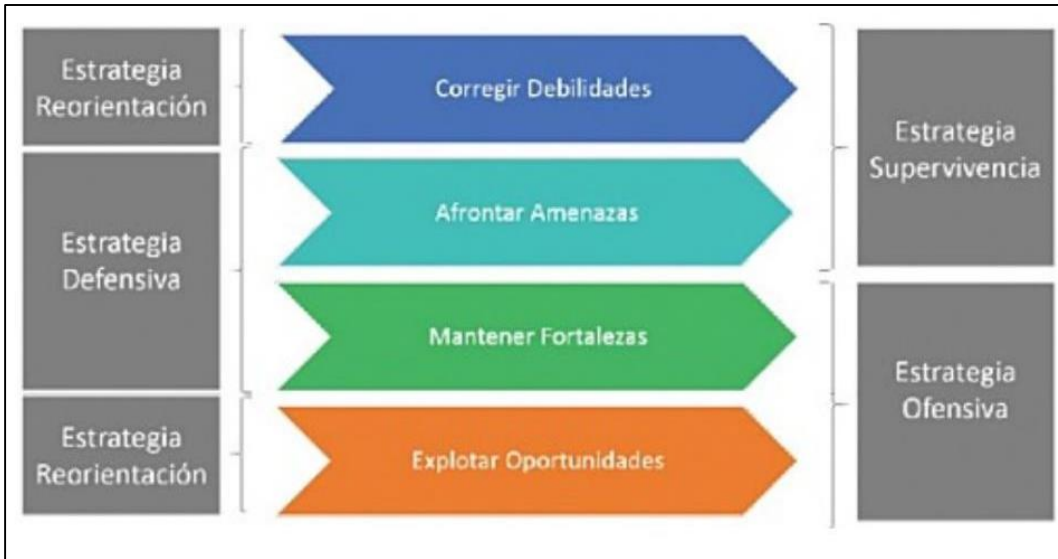 Estrategia
Reorientación
Corregir Debilidades
Estrategia
Supervivencia
Afrontar Amenazas
Estrategia
Defensiva
Mantener Fortalezas
Estrategia
Ofensiva
Estrategia
Reorientación
Explotar Oportunidades